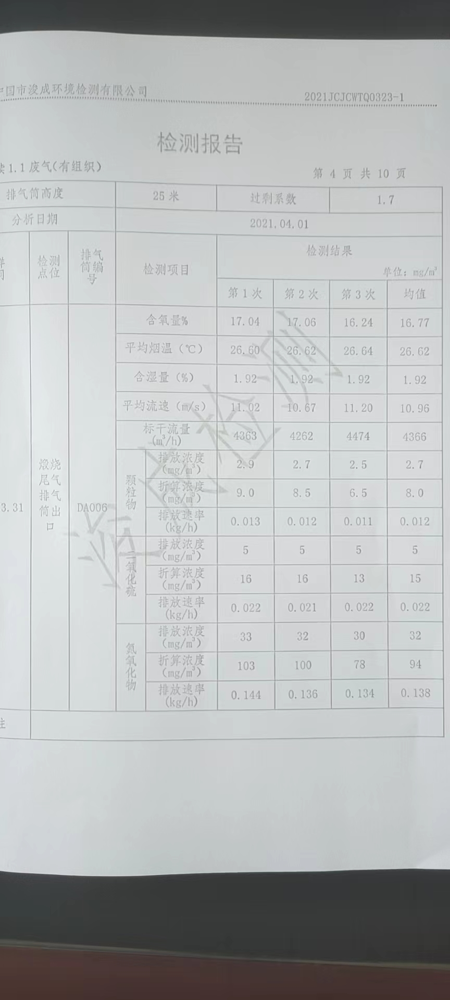 国市浚成环境检测有限公司 2021JCJCWTQ0323-1
检测报告
续1.1废气(有组织) 第 4 页 共 10 页
排气筒高度 25米 过剩系数 1.7
分析日期 2021.04.01
检测点位 排气筒编号 检测项目 检测结果
单位: mg/m³
第1次 第2次 第3次 均值
3.31 煅烧尾气排气筒出口 DA006
含氧量% 17.04 17.06 16.24 16.77
平均烟温（℃） 26.60 26.62 26.64 26.62
含湿量（%） 1.92 1.92 1.92 1.92
平均流速（m/s） 11.02 10.67 11.20 10.96
标干流量(m³/h) 4363 4262 4474 4366
颗粒物
排放浓度（mg/m³） 2.9 2.7 2.5 2.7
折算浓度（mg/m³） 9.0 8.5 6.5 8.0
排放速率(kg/h) 0.013 0.012 0.011 0.012
二氧化硫
排放浓度（mg/m³） 5 5 5 5
折算浓度（mg/m³） 16 16 13 15
排放速率(kg/h) 0.022 0.021 0.022 0.022
氮氧化物
排放浓度（mg/m³） 33 32 30 32
折算浓度（mg/m³） 103 100 78 94
排放速率(kg/h) 0.144 0.136 0.134 0.138
注
浚成检测